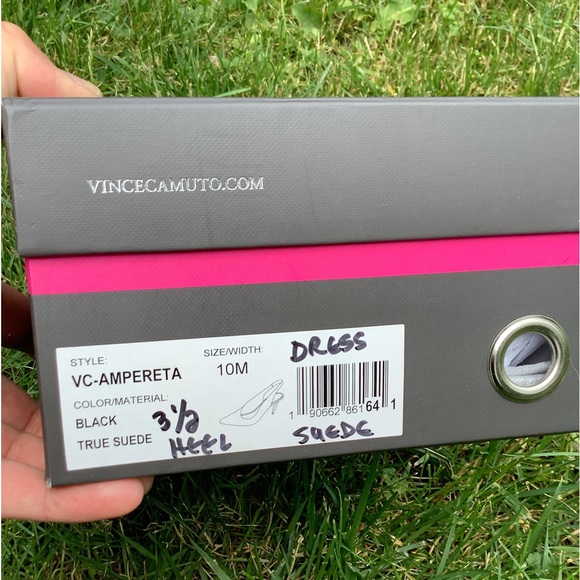 VINCECAMUTO.COM
STYLE:
VC-AMPERETA
SIZE/WIDTH:
10M
DRESS
COLOR/MATERIAL:
BLACK
TRUE SUEDE
3 1/2
HEEL
1 90662 86164 1
SUEDE